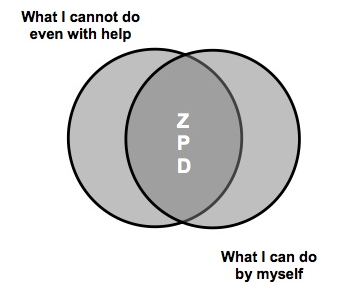 What I cannot do
even with help
Z
P
D
What I can do
by myself